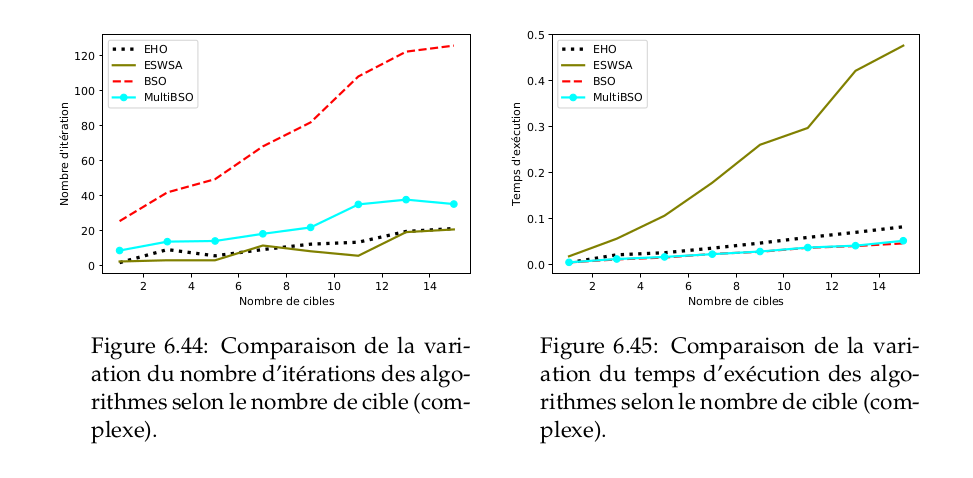 EHO
ESWSA
BSO
MultiBSO
Nombre d'itération
0
20
40
60
80
100
120
2 4 6 8 10 12 14
Nombre de cibles
Figure 6.44: Comparaison de la vari-
ation du nombre d'itérations des algo-
rithmes selon le nombre de cible (com-
plexe).
EHO
ESWSA
BSO
MultiBSO
Temps d'exécution
0.0
0.1
0.2
0.3
0.4
0.5
2 4 6 8 10 12 14
Nombre de cibles
Figure 6.45: Comparaison de la vari-
ation du temps d'exécution des algo-
rithmes selon le nombre de cible (com-
plexe).